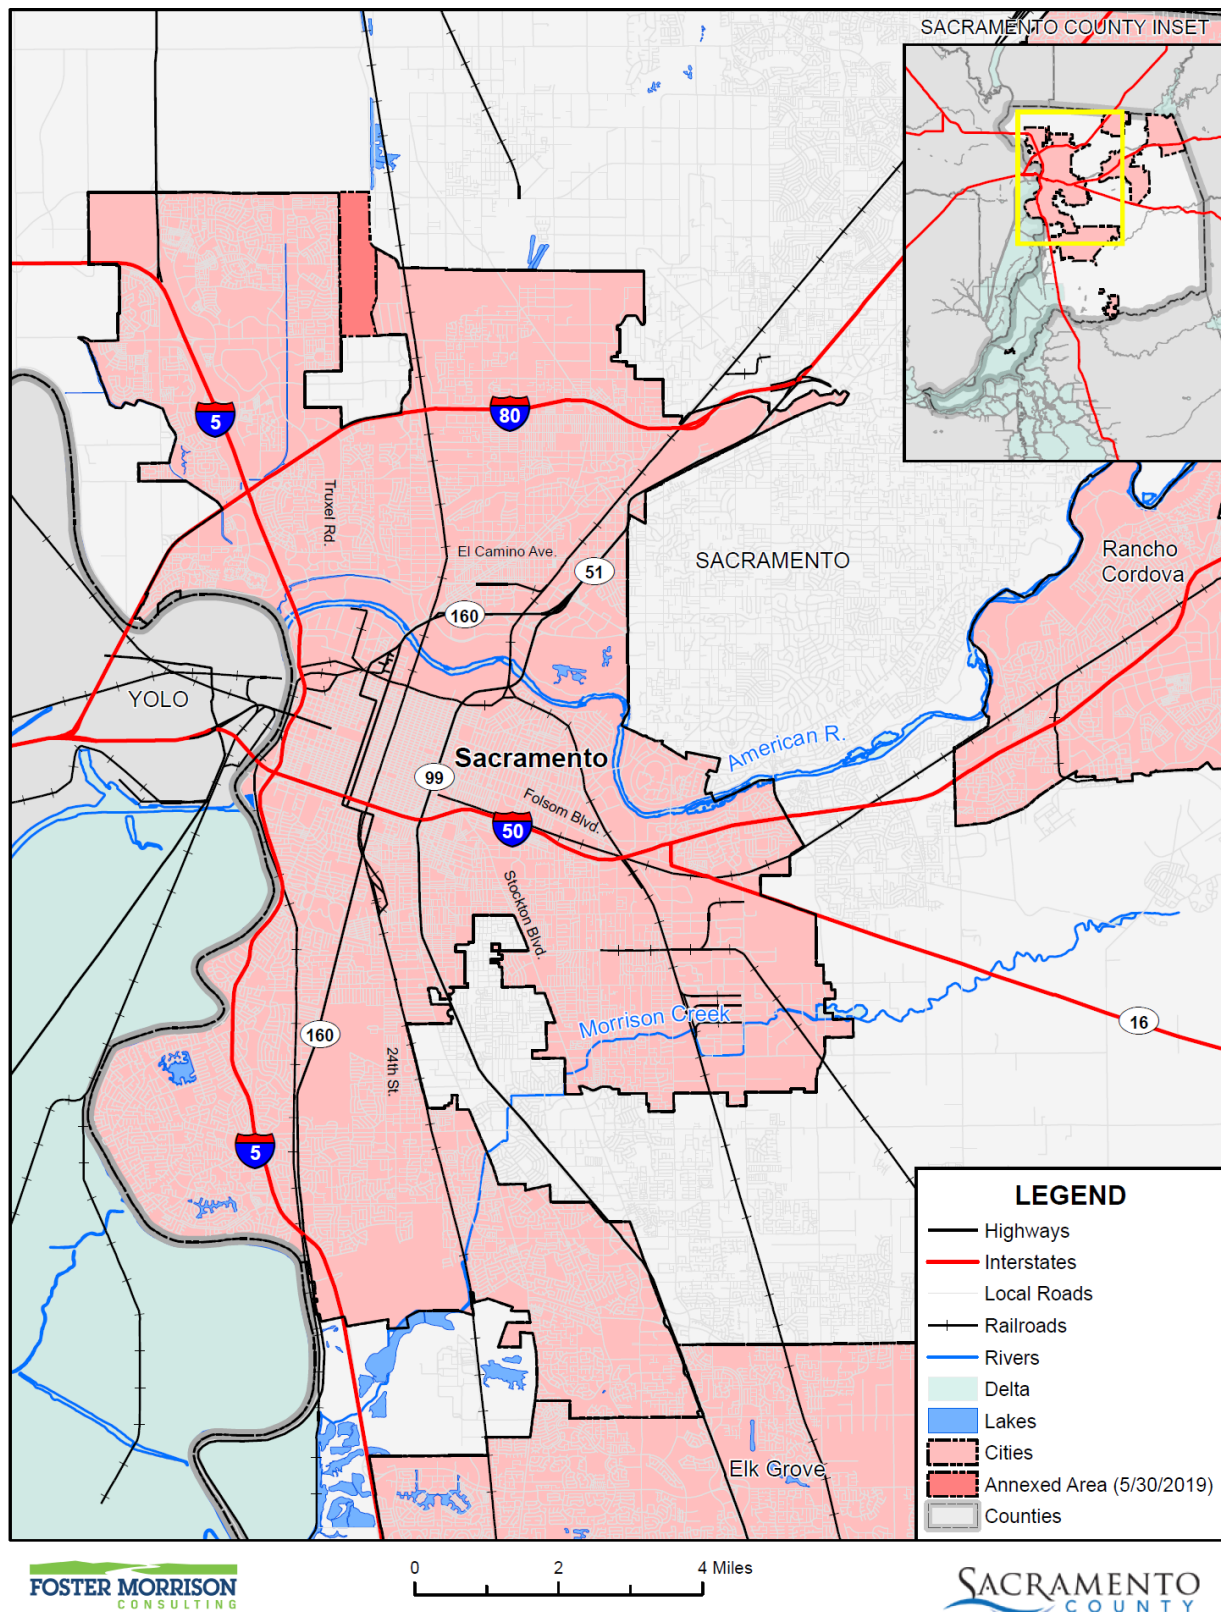 SACRAMENTO COUNTY INSET
5
80
Truxel Rd.
El Camino Ave.
51
SACRAMENTO
Rancho
Cordova
160
YOLO
American R.
Sacramento
99
Folsom Blvd.
50
Stockton Blvd.
Morrison Creek
16
160
24th St.
5
LEGEND
Highways
Interstates
Local Roads
Railroads
Rivers
Delta
Lakes
Cities
Annexed Area (5/30/2019)
Counties
Elk Grove
FOSTER MORRISON
CONSULTING
0 2 4 Miles
SACRAMENTO
COUNTY